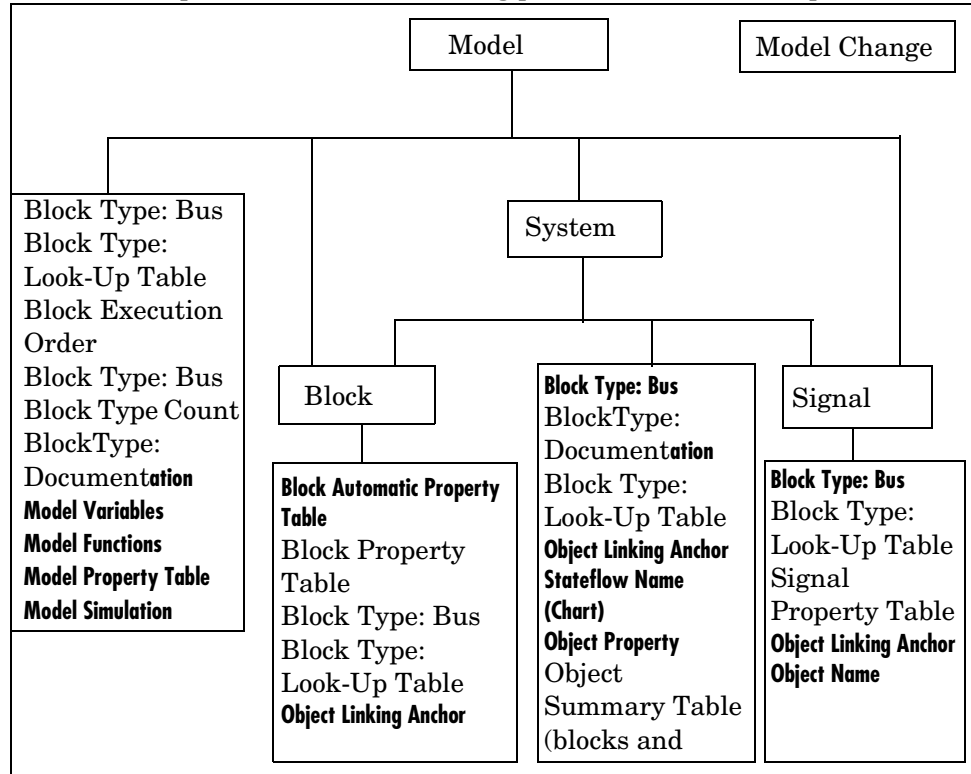 Model
Model Change
System
Block
Signal
Block Type: Bus
Block Type:
Look-Up Table
Block Execution
Order
Block Type: Bus
Block Type Count
BlockType:
Documentation
Model Variables
Model Functions
Model Property Table
Model Simulation
Block Automatic Property
Table
Block Property
Table
Block Type: Bus
Block Type:
Look-Up Table
Object Linking Anchor
Block Type: Bus
BlockType:
Documentation
Block Type:
Look-Up Table
Object Linking Anchor
Stateflow Name
(Chart)
Object Property
Object
Summary Table
(blocks and
Block Type: Bus
Block Type:
Look-Up Table
Signal
Property Table
Object Linking Anchor
Object Name